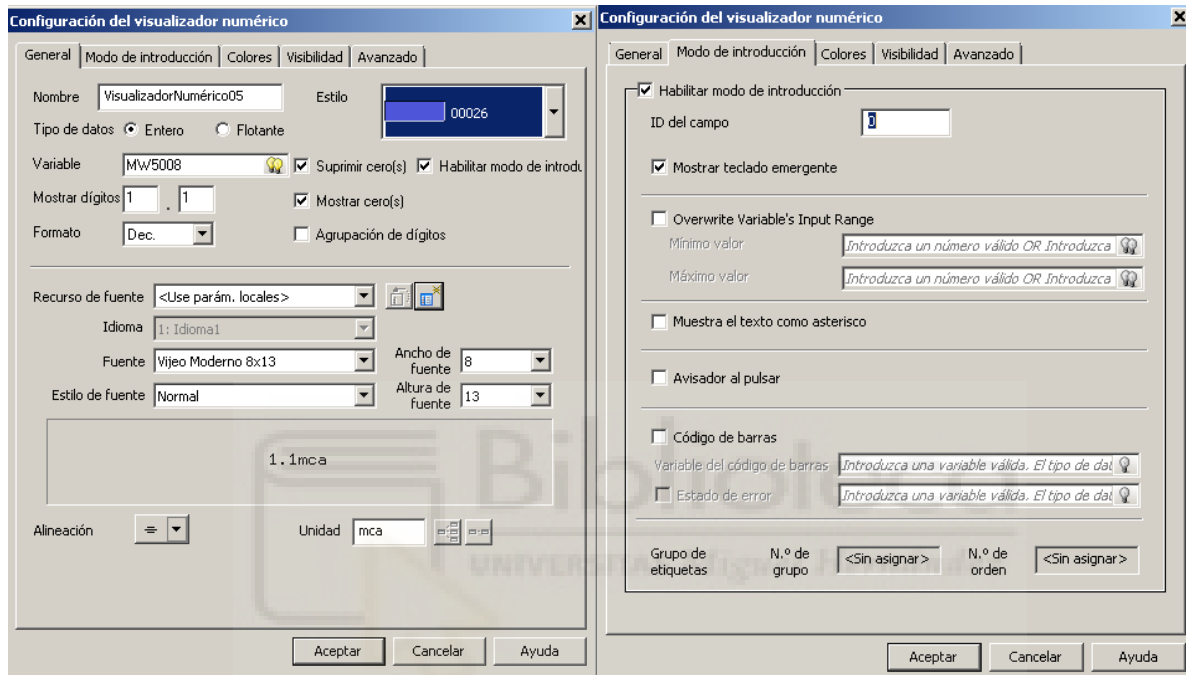 Configuración del visualizador numérico
General Modo de introducción Colores Visibilidad Avanzado
Nombre VisualizadorNumérico05 Estilo 00026
Tipo de datos Entero Flotante
Variable MW5008 Suprimir cero(s) Habilitar modo de introdu
Mostrar dígitos 1 . 1 Mostrar cero(s)
Formato Dec. Agrupación de dígitos
Recurso de fuente <Use parám. locales>
Idioma 1: Idioma1
Fuente Vijeo Moderno 8x13 Ancho de fuente 8
Estilo de fuente Normal Altura de fuente 13
1.1mca
Alineación Unidad mca
Aceptar Cancelar Ayuda
Configuración del visualizador numérico
General Modo de introducción Colores Visibilidad Avanzado
Habilitar modo de introducción
ID del campo 0
Mostrar teclado emergente
Overwrite Variable's Input Range
Mínimo valor Introduzca un número válido OR Introduzca
Máximo valor Introduzca un número válido OR Introduzca
Muestra el texto como asterisco
Avisador al pulsar
Código de barras
Variable del código de barras Introduzca una variable válida. El tipo de dat
Estado de error Introduzca una variable válida. El tipo de dat
Grupo de etiquetas N.º de grupo <Sin asignar> N.º de orden <Sin asignar>
Aceptar Cancelar Ayuda
Biblioteca